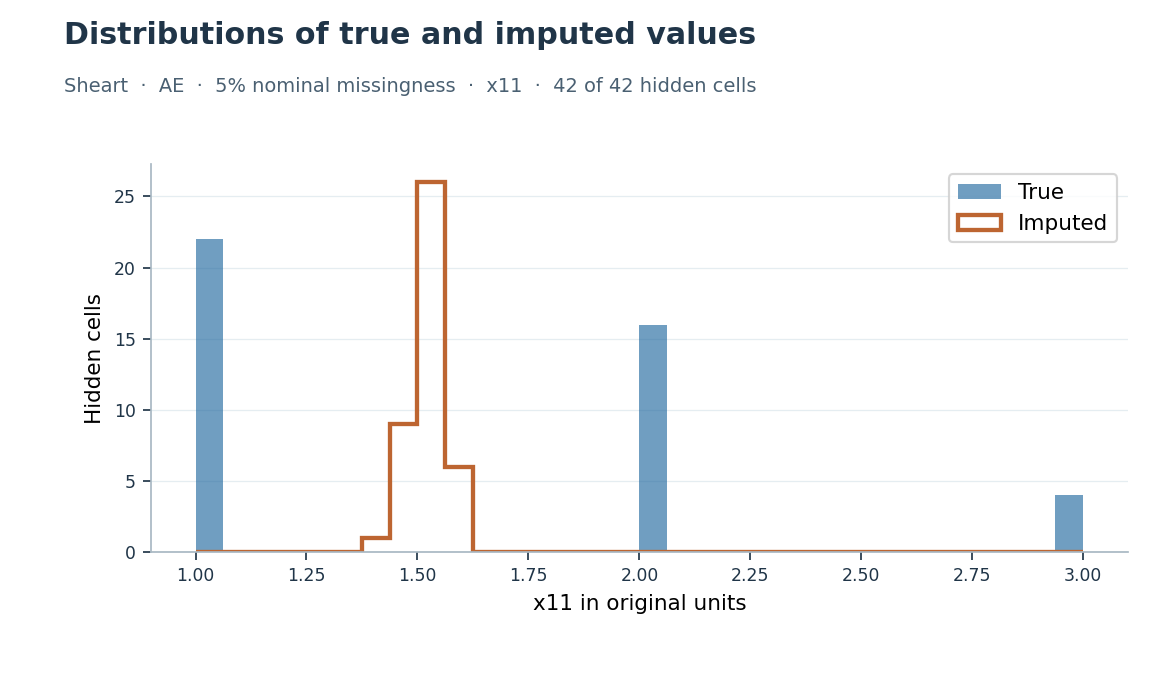 Distributions of true and imputed values
Sheart · AE · 5% nominal missingness · x11 · 42 of 42 hidden cells
True
Imputed
Hidden cells
25
20
15
10
5
0
1.00 1.25 1.50 1.75 2.00 2.25 2.50 2.75 3.00
x11 in original units